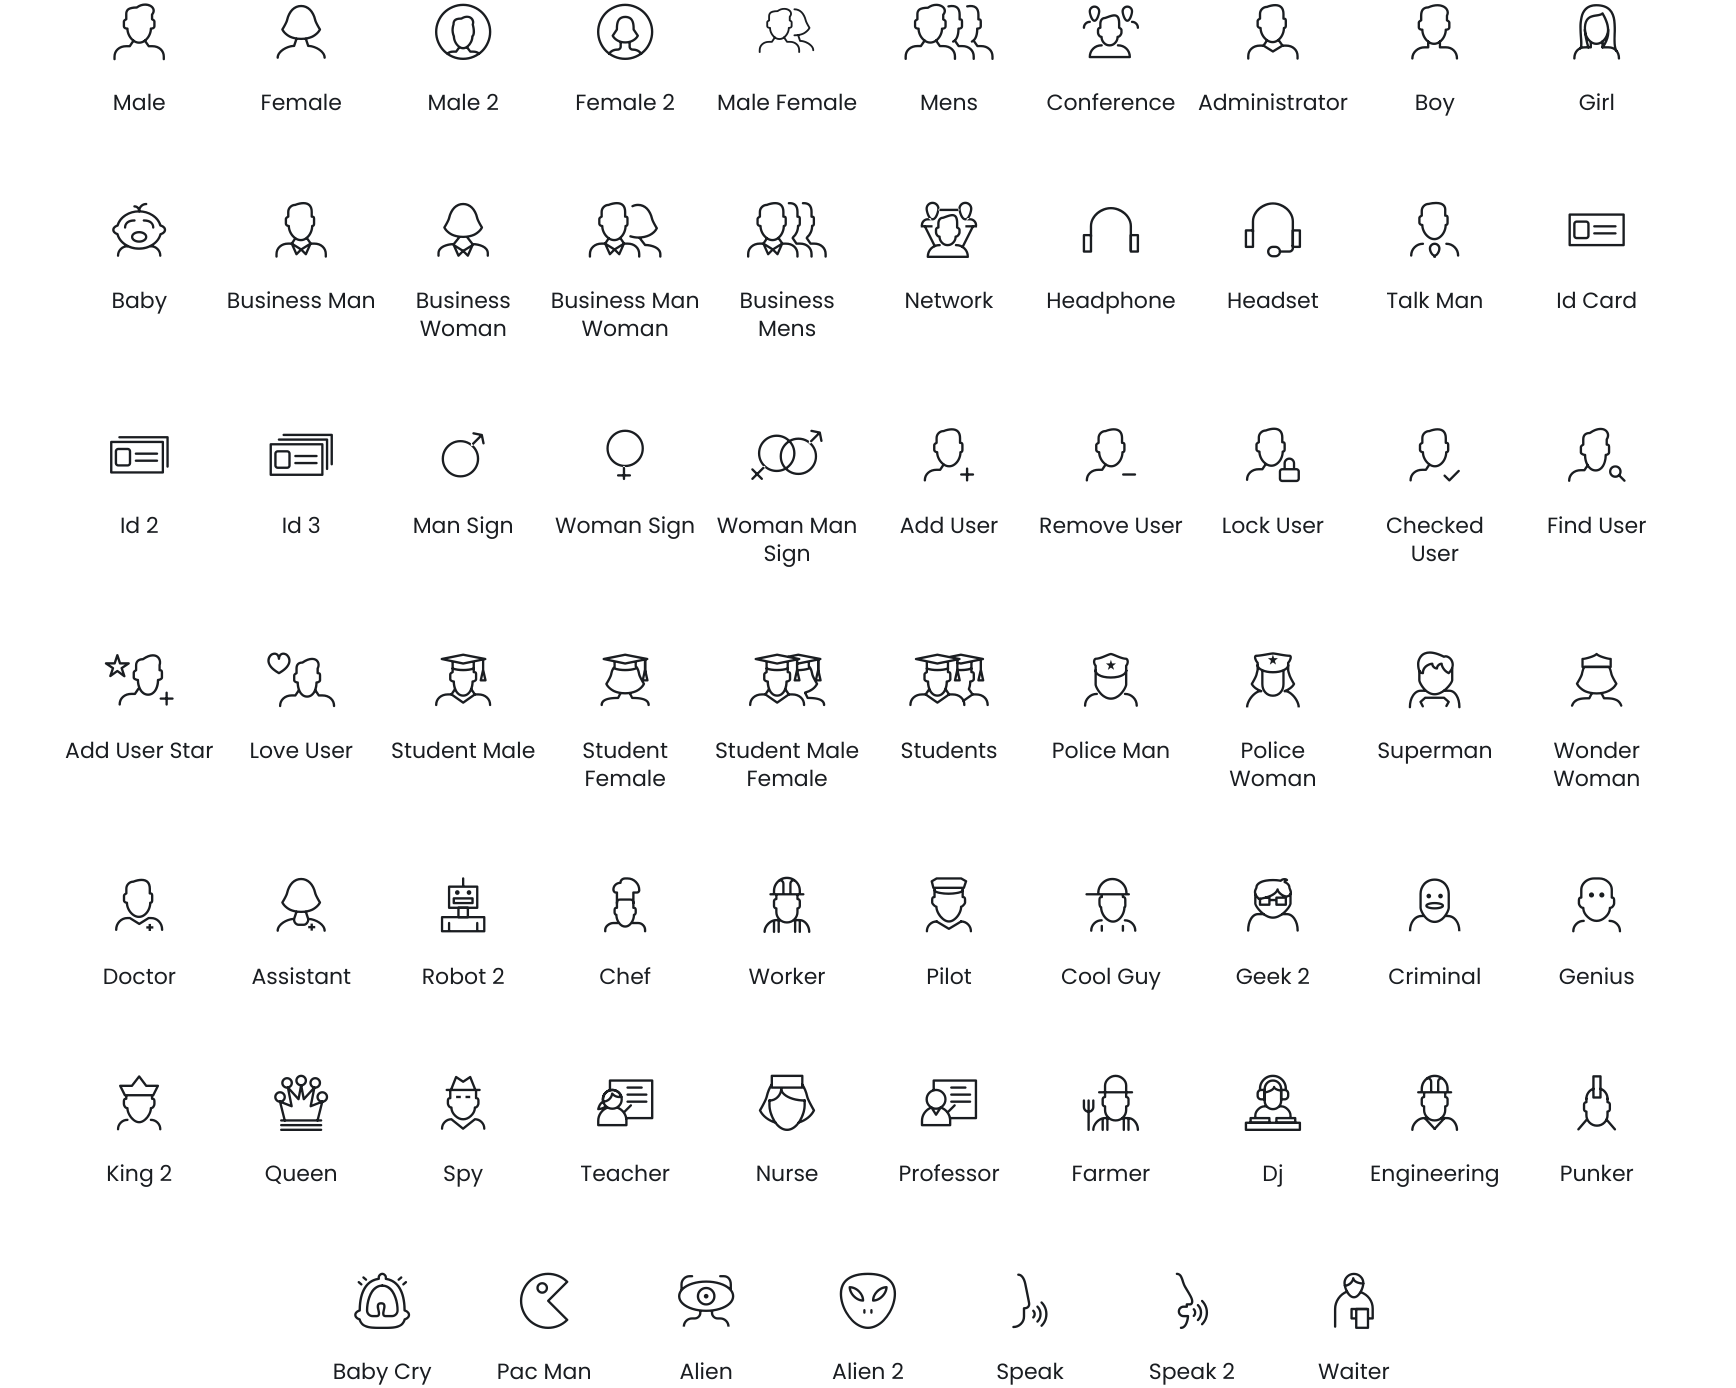 Male Female Male 2 Female 2 Male Female Mens Conference Administrator Boy Girl
Baby Business Man Business Woman Business Man Woman Business Mens Network Headphone Headset Talk Man Id Card
Id 2 Id 3 Man Sign Woman Sign Woman Man Sign Add User Remove User Lock User Checked User Find User
Add User Star Love User Student Male Student Female Student Male Female Students Police Man Police Woman Superman Wonder Woman
Doctor Assistant Robot 2 Chef Worker Pilot Cool Guy Geek 2 Criminal Genius
King 2 Queen Spy Teacher Nurse Professor Farmer Dj Engineering Punker
Baby Cry Pac Man Alien Alien 2 Speak Speak 2 Waiter